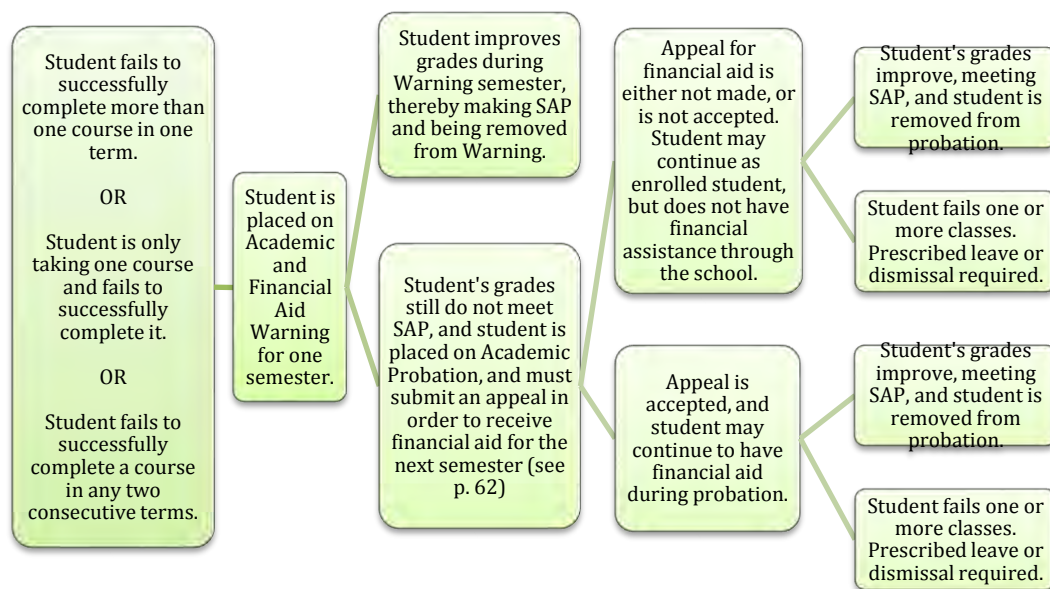 Student fails to
successfully
complete more than
one course in one
term.
OR
Student is only
taking one course
and fails to
successfully
complete it.
OR
Student fails to
successfully
complete a course
in any two
consecutive terms.
Student is
placed on
Academic
and
Financial
Aid
Warning
for one
semester.
Student improves
grades during
Warning semester,
thereby making SAP
and being removed
from Warning.
Student's grades
still do not meet
SAP, and student is
placed on Academic
Probation, and must
submit an appeal in
order to receive
financial aid for the
next semester (see
p. 62)
Appeal for
financial aid is
either not made, or
is not accepted.
Student may
continue as
enrolled student,
but does not have
financial
assistance through
the school.
Appeal is
accepted, and
student may
continue to have
financial aid
during probation.
Student's grades
improve, meeting
SAP, and student is
removed from
probation.
Student fails one or
more classes.
Prescribed leave or
dismissal required.
Student's grades
improve, meeting
SAP, and student is
removed from
probation.
Student fails one or
more classes.
Prescribed leave or
dismissal required.